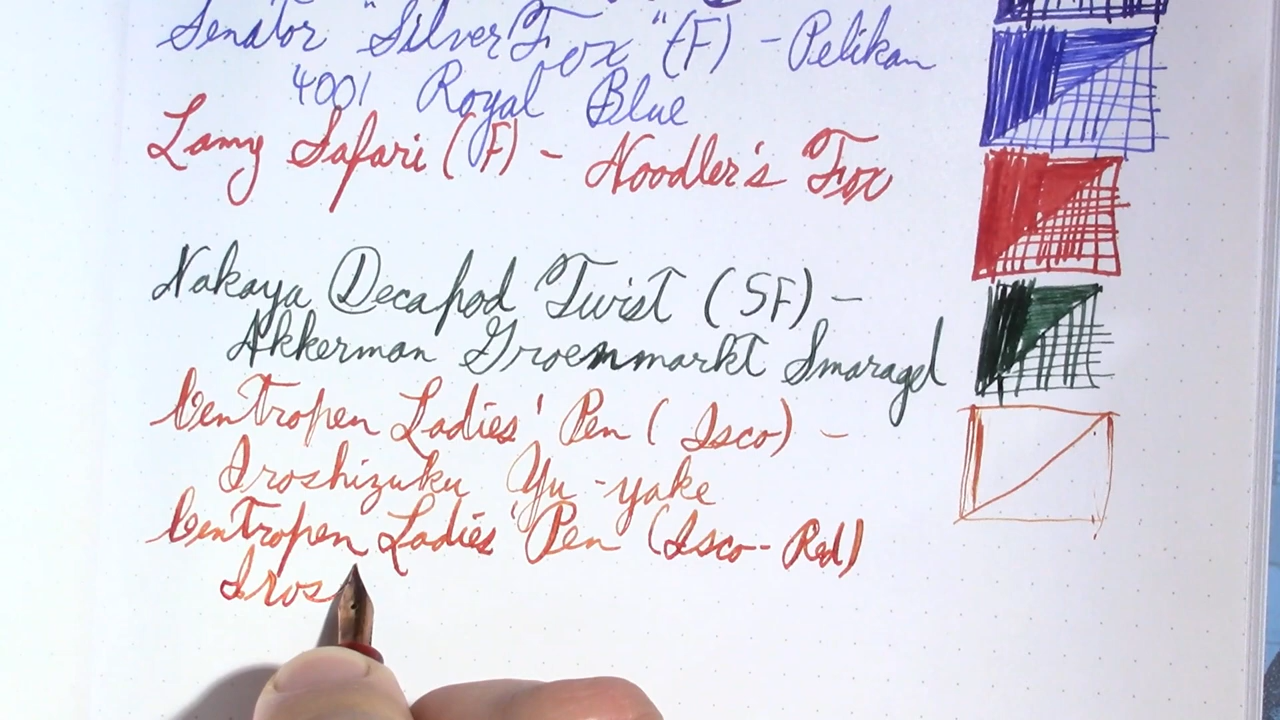 Senator "Silver Fox" (F) - Pelikan
4001 Royal Blue
Lamy Safari (F) - Noodler's Fox
Nakaya Decapod Twist (SF) -
Akkerman Groenmarkt Smaragd
Centropen Ladies' Pen (Isco) -
Iroshizuku Yu-yake
Centropen Ladies' Pen (Isco-Red)
Iros